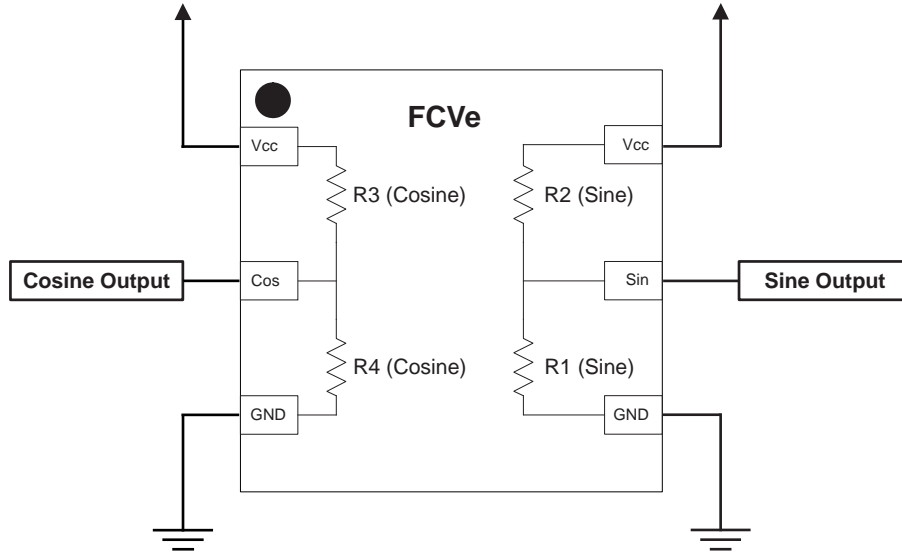 FCVe
Vcc
Vcc
R3 (Cosine)
R2 (Sine)
Cosine Output
Cos
Sin
Sine Output
R4 (Cosine)
R1 (Sine)
GND
GND